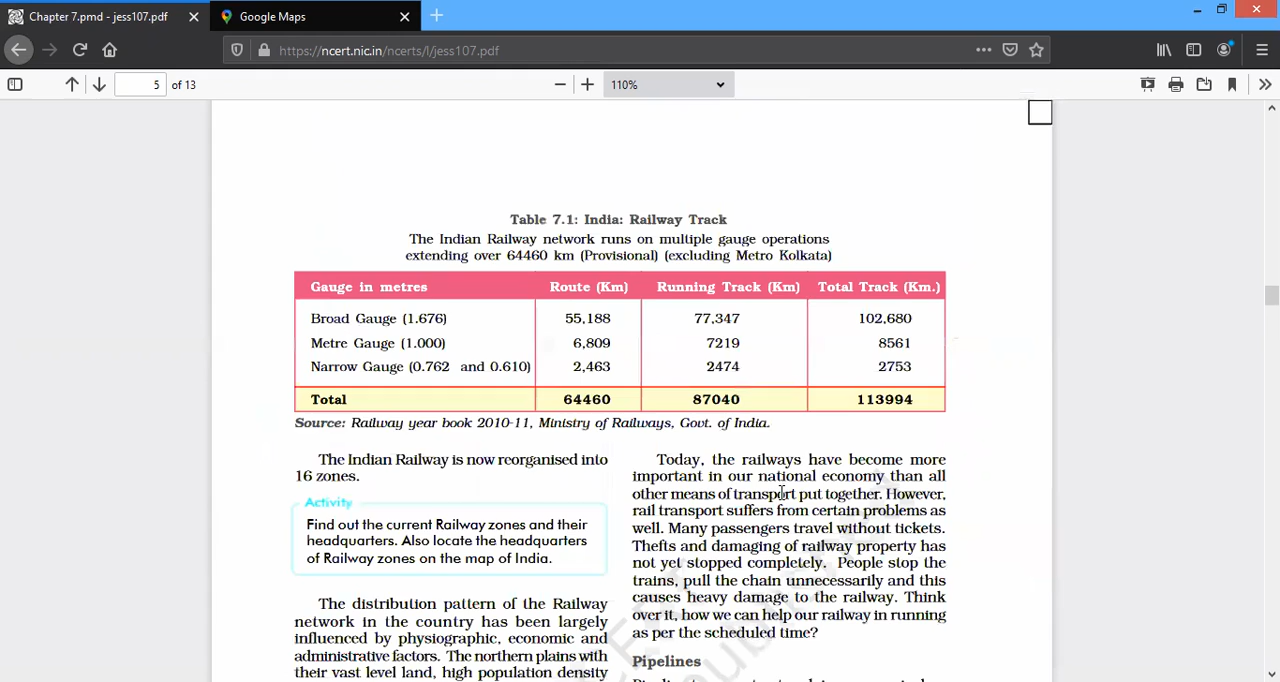 Chapter 7.pmd - jess107.pdf
Google Maps
https://ncert.nic.in/ncerts/l/jess107.pdf
5 of 13
110%
Table 7.1: India: Railway Track
The Indian Railway network runs on multiple gauge operations
extending over 64460 km (Provisional) (excluding Metro Kolkata)
Gauge in metres Route (Km) Running Track (Km) Total Track (Km.)
Broad Gauge (1.676) 55,188 77,347 102,680
Metre Gauge (1.000) 6,809 7219 8561
Narrow Gauge (0.762 and 0.610) 2,463 2474 2753
Total 64460 87040 113994
Source: Railway year book 2010-11, Ministry of Railways, Govt. of India.
The Indian Railway is now reorganised into
16 zones.
Activity
Find out the current Railway zones and their
headquarters. Also locate the headquarters
of Railway zones on the map of India.
The distribution pattern of the Railway
network in the country has been largely
influenced by physiographic, economic and
administrative factors. The northern plains with
their vast level land, high population density
Today, the railways have become more
important in our national economy than all
other means of transport put together. However,
rail transport suffers from certain problems as
well. Many passengers travel without tickets.
Thefts and damaging of railway property has
not yet stopped completely. People stop the
trains, pull the chain unnecessarily and this
causes heavy damage to the railway. Think
over it, how we can help our railway in running
as per the scheduled time?
Pipelines